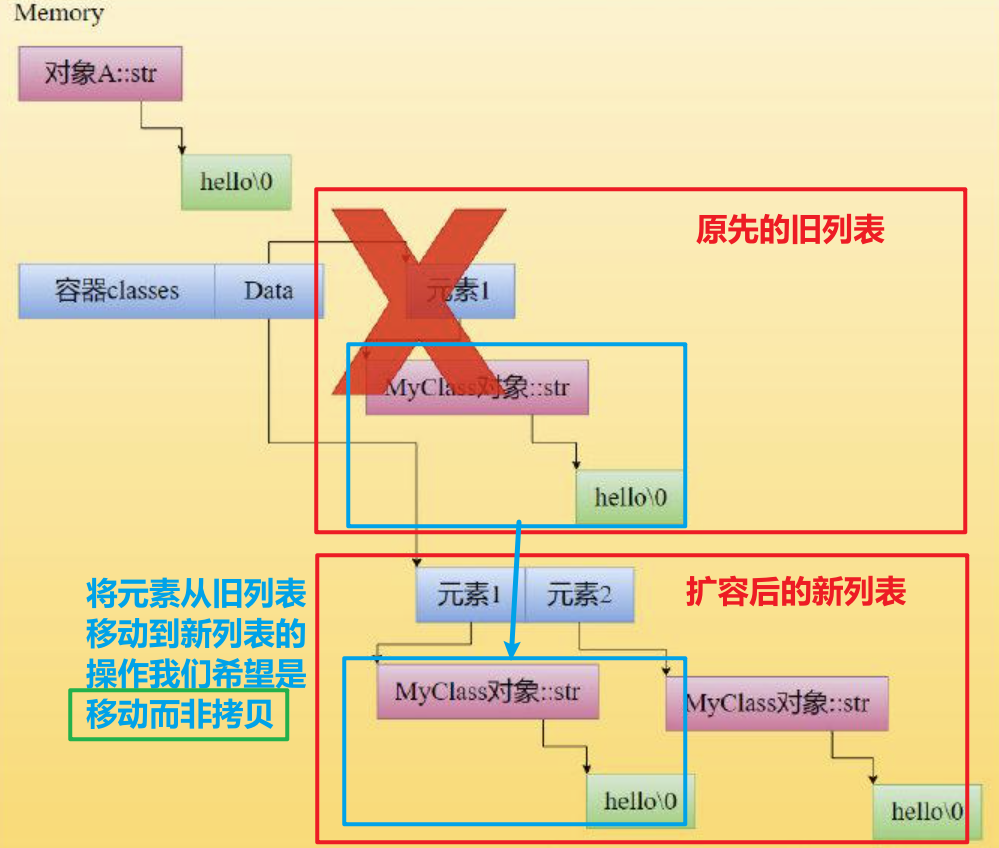 Memory
对象A::str
hello\0
原先的旧列表
容器classes
Data
元素1
MyClass对象::str
hello\0
将元素从旧列表
移动到新列表的
操作我们希望是
移动而非拷贝
扩容后的新列表
元素1
元素2
MyClass对象::str
MyClass对象::str
hello\0
hello\0